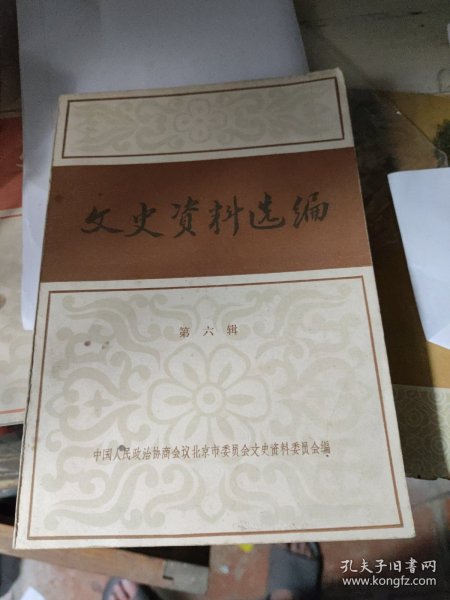 文史资料选编
第六辑
中国人民政治协商会议北京市委员会文史资料委员会编
孔夫子旧书网
www.kongfz.com